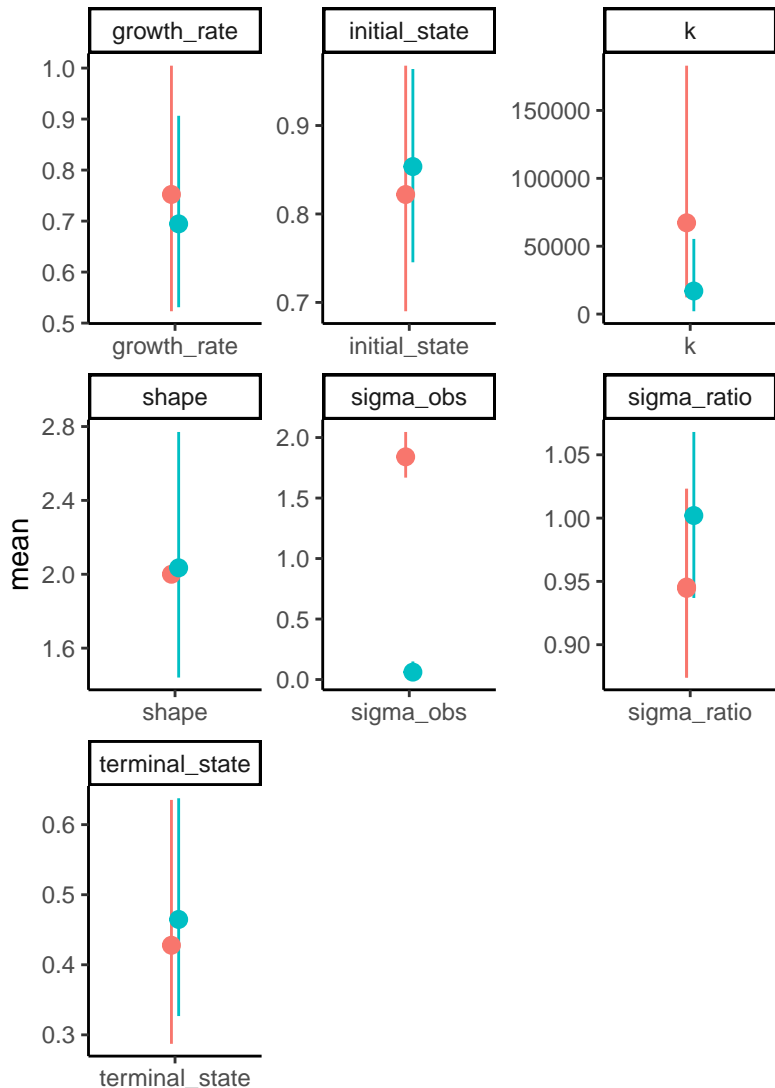 growth_rate
initial_state
k
1.0
0.9
0.8
0.7
0.6
0.5
0.9
0.8
0.7
150000
100000
50000
0
growth_rate
initial_state
k
shape
sigma_obs
sigma_ratio
mean
2.8
2.4
2.0
1.6
2.0
1.5
1.0
0.5
0.0
1.05
1.00
0.95
0.90
shape
sigma_obs
sigma_ratio
terminal_state
0.6
0.5
0.4
0.3
terminal_state